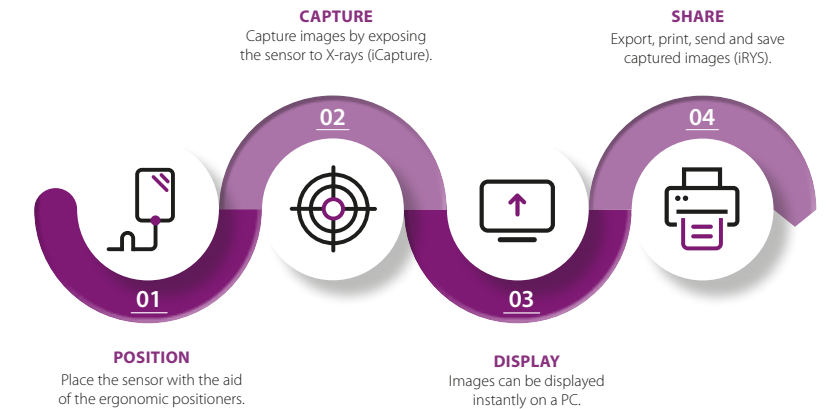 01
POSITION
Place the sensor with the aid
of the ergonomic positioners.
CAPTURE
Capture images by exposing
the sensor to X-rays (iCapture).
02
03
DISPLAY
Images can be displayed
instantly on a PC.
SHARE
Export, print, send and save
captured images (iRYS).
04